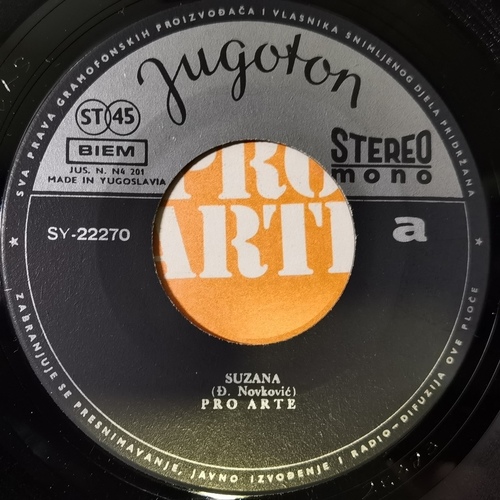 SVA PRAVA GRAMOFONSKIH PROIZVOĐAČA I VLASNIKA SNIMLJENOG DJELA PRIDRŽANA
Jugoton
ST 45
BIEM
JUS. N. N4 201
MADE IN YUGOSLAVIA
STEREO
mono
PRO
ARTE
SY-22270
a
SUZANA
(Đ. Novković)
PRO ARTE
ZABRANJUJE SE PRESNIMAVANJE, JAVNO IZVOĐENJE I RADIO-DIFUZIJA OVE PLOČE